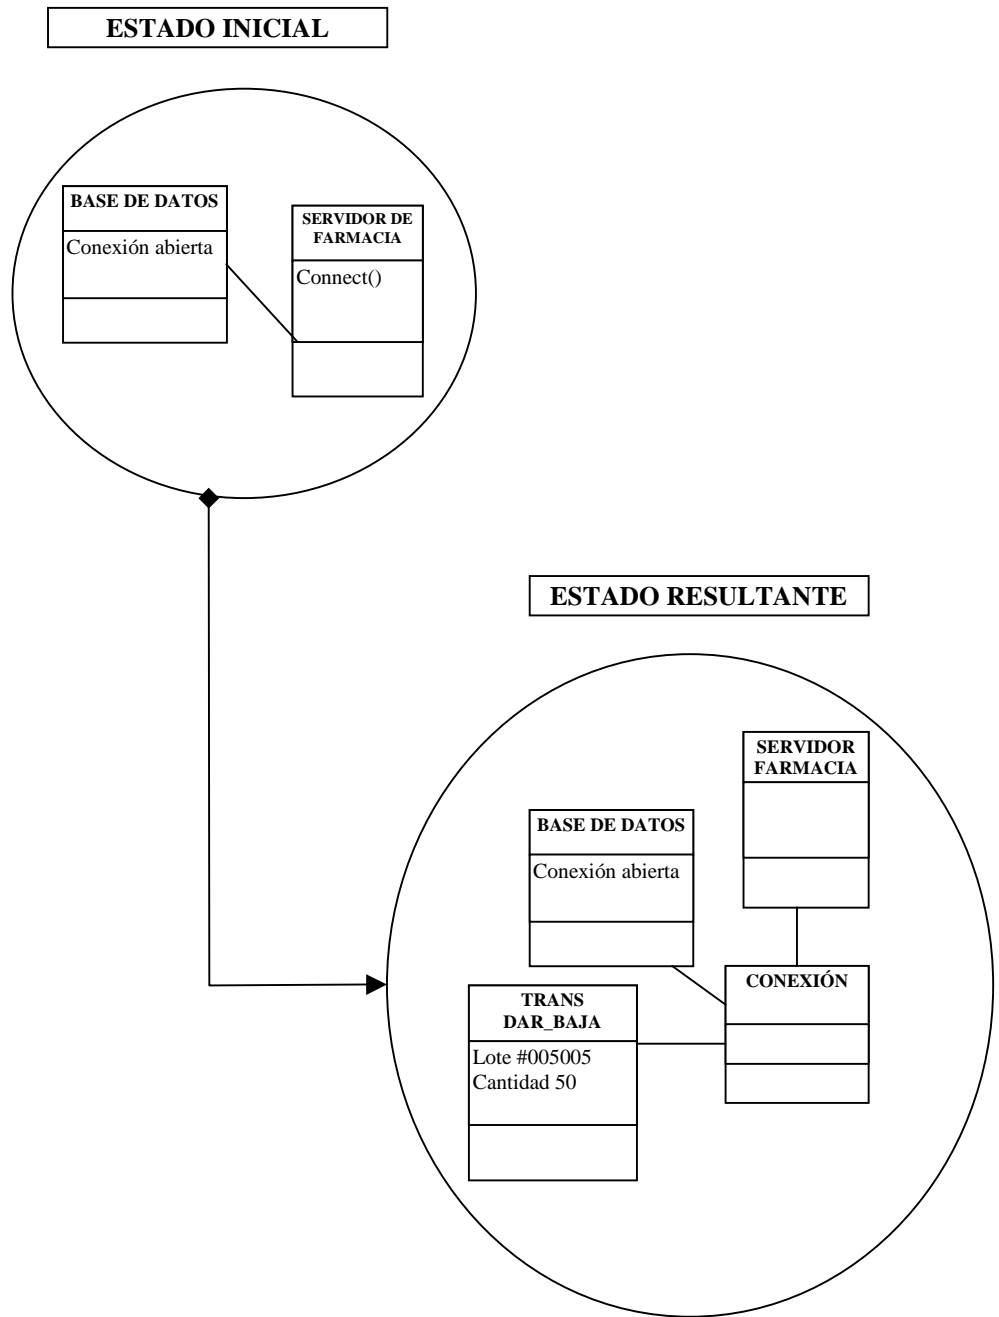 ESTADO INICIAL
BASE DE DATOS
Conexión abierta
SERVIDOR DE
FARMACIA
Connect()
ESTADO RESULTANTE
SERVIDOR
FARMACIA
BASE DE DATOS
Conexión abierta
CONEXIÓN
TRANS
DAR_BAJA
Lote #005005
Cantidad 50